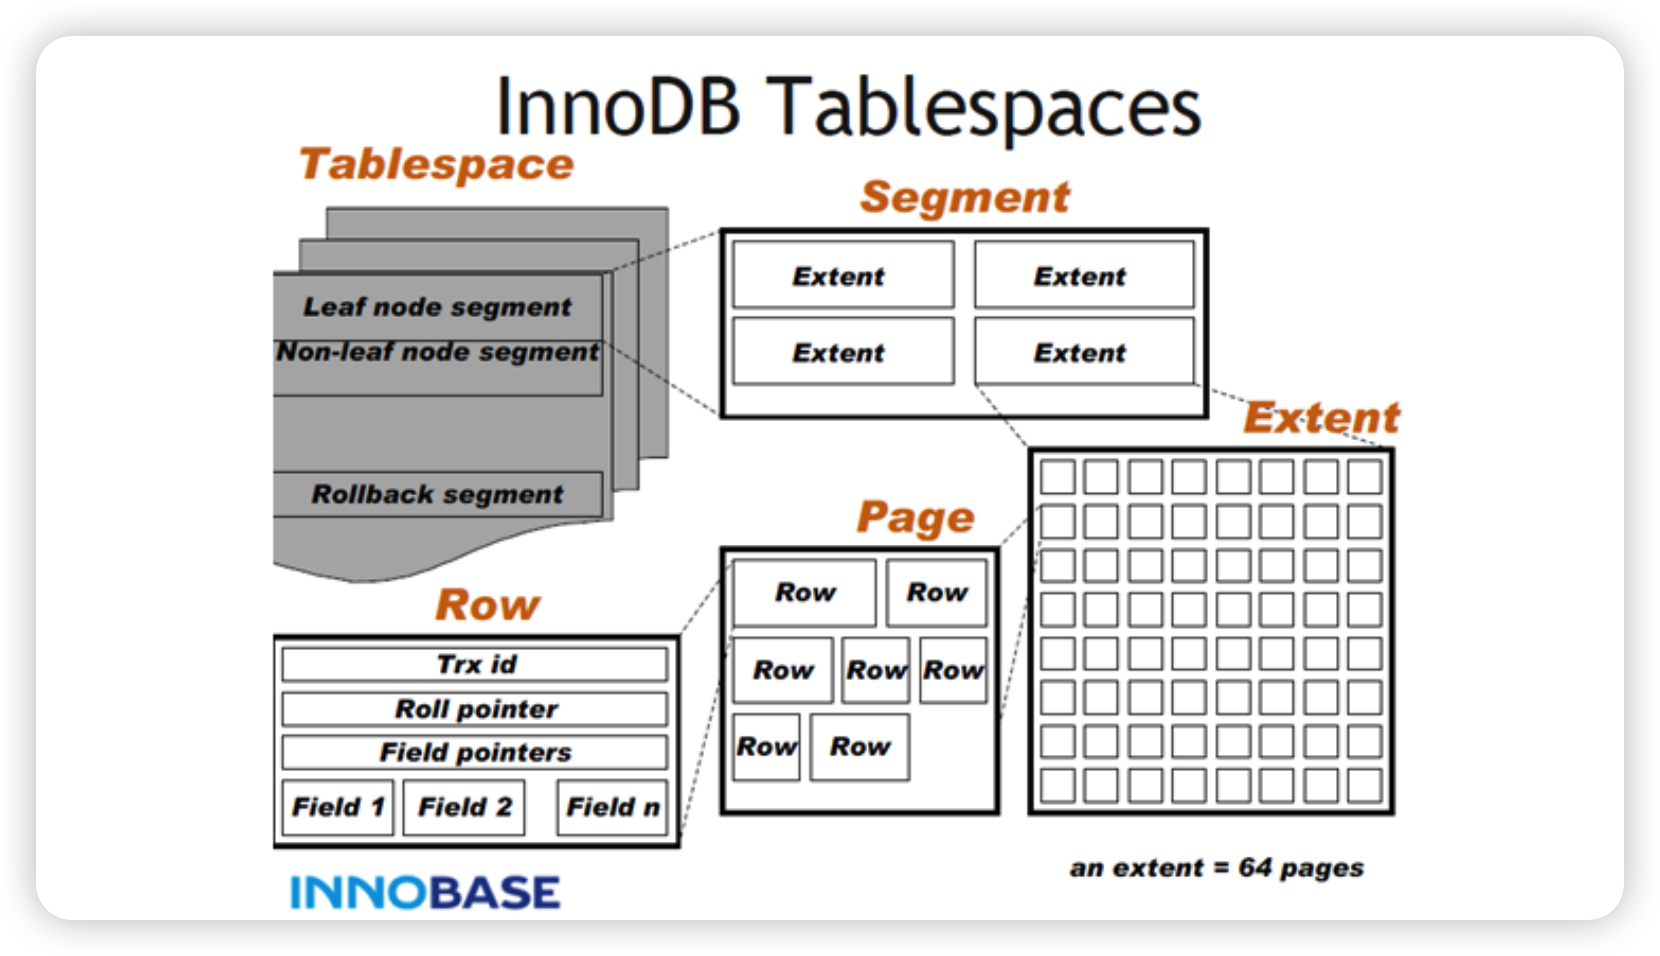 InnoDB Tablespaces
Tablespace
Leaf node segment
Non-leaf node segment
Rollback segment
Segment
Extent
Extent
Extent
Extent
Extent
an extent = 64 pages
Page
Row
Row
Row
Row
Row
Row
Row
Row
Trx id
Roll pointer
Field pointers
Field 1
Field 2
Field n
INNOBASE